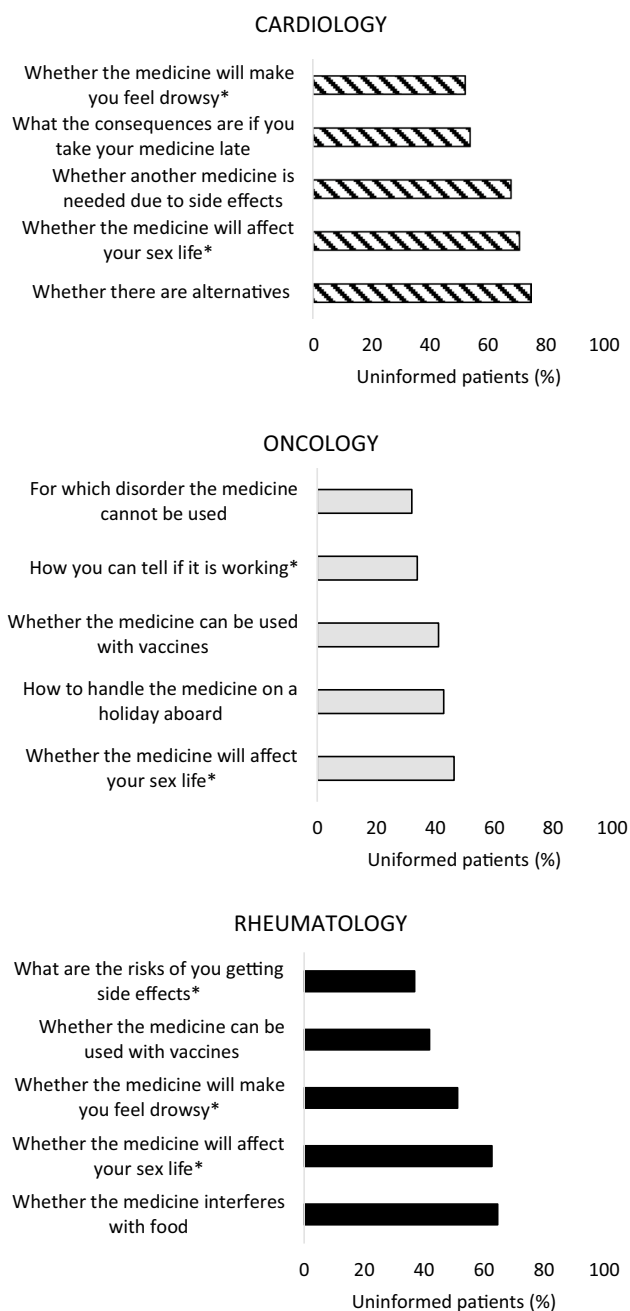 CARDIOLOGY
Whether the medicine will make
you feel drowsy*
What the consequences are if you
take your medicine late
Whether another medicine is
needed due to side effects
Whether the medicine will affect
your sex life*
Whether there are alternatives
0 20 40 60 80 100
Uninformed patients (%)
ONCOLOGY
For which disorder the medicine
cannot be used
How you can tell if it is working*
Whether the medicine can be used
with vaccines
How to handle the medicine on a
holiday aboard
Whether the medicine will affect
your sex life*
0 20 40 60 80 100
Uniformed patients (%)
RHEUMATOLOGY
What are the risks of you getting
side effects*
Whether the medicine can be
used with vaccines
Whether the medicine will make
you feel drowsy*
Whether the medicine will affect
your sex life*
Whether the medicine interferes
with food
0 20 40 60 80 100
Uninformed patients (%)